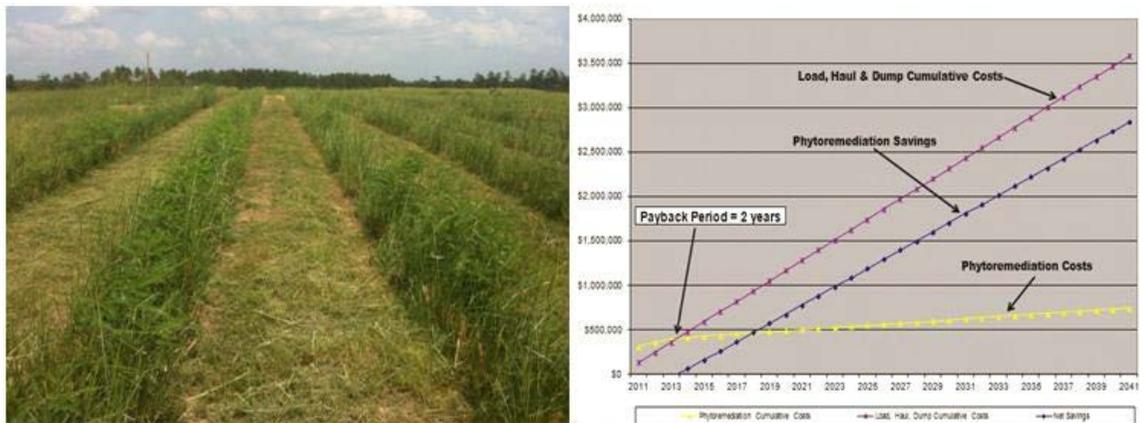 $4,000,000
$3,500,000
$3,000,000
$2,500,000
$2,000,000
$1,500,000
$1,000,000
$500,000
$0
Load, Haul & Dump Cumulative Costs
Phytoremediation Savings
Payback Period = 2 years
Phytoremediation Costs
2011 2013 2015 2017 2019 2021 2023 2025 2027 2029 2031 2033 2035 2037 2039 2041
Phytoremediation Cumulative Costs Load, Haul, Dump Cumulative Costs Net Savings